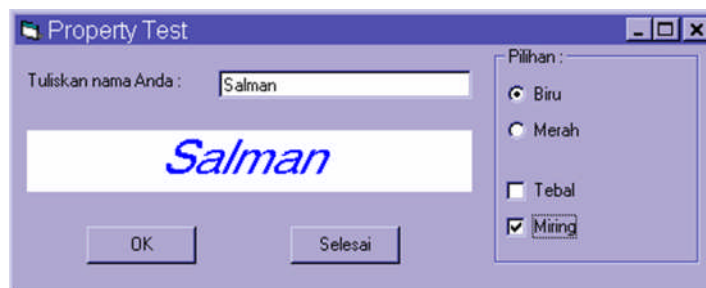 Property Test
Tuliskan nama Anda :
Salman
Salman
OK
Selesai
Pilihan :
Biru
Merah
Tebal
Miring